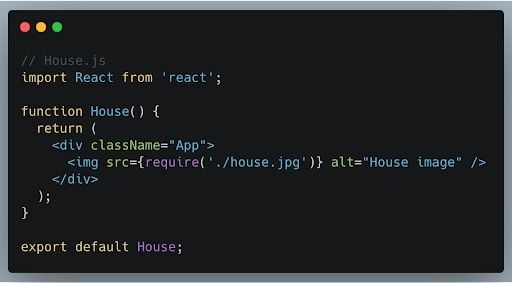 // House.js
import React from 'react';

function House() {
  return (
    <div className="App">
      <img src={require('./house.jpg')} alt="House image" />
    </div>
  );
}

export default House;